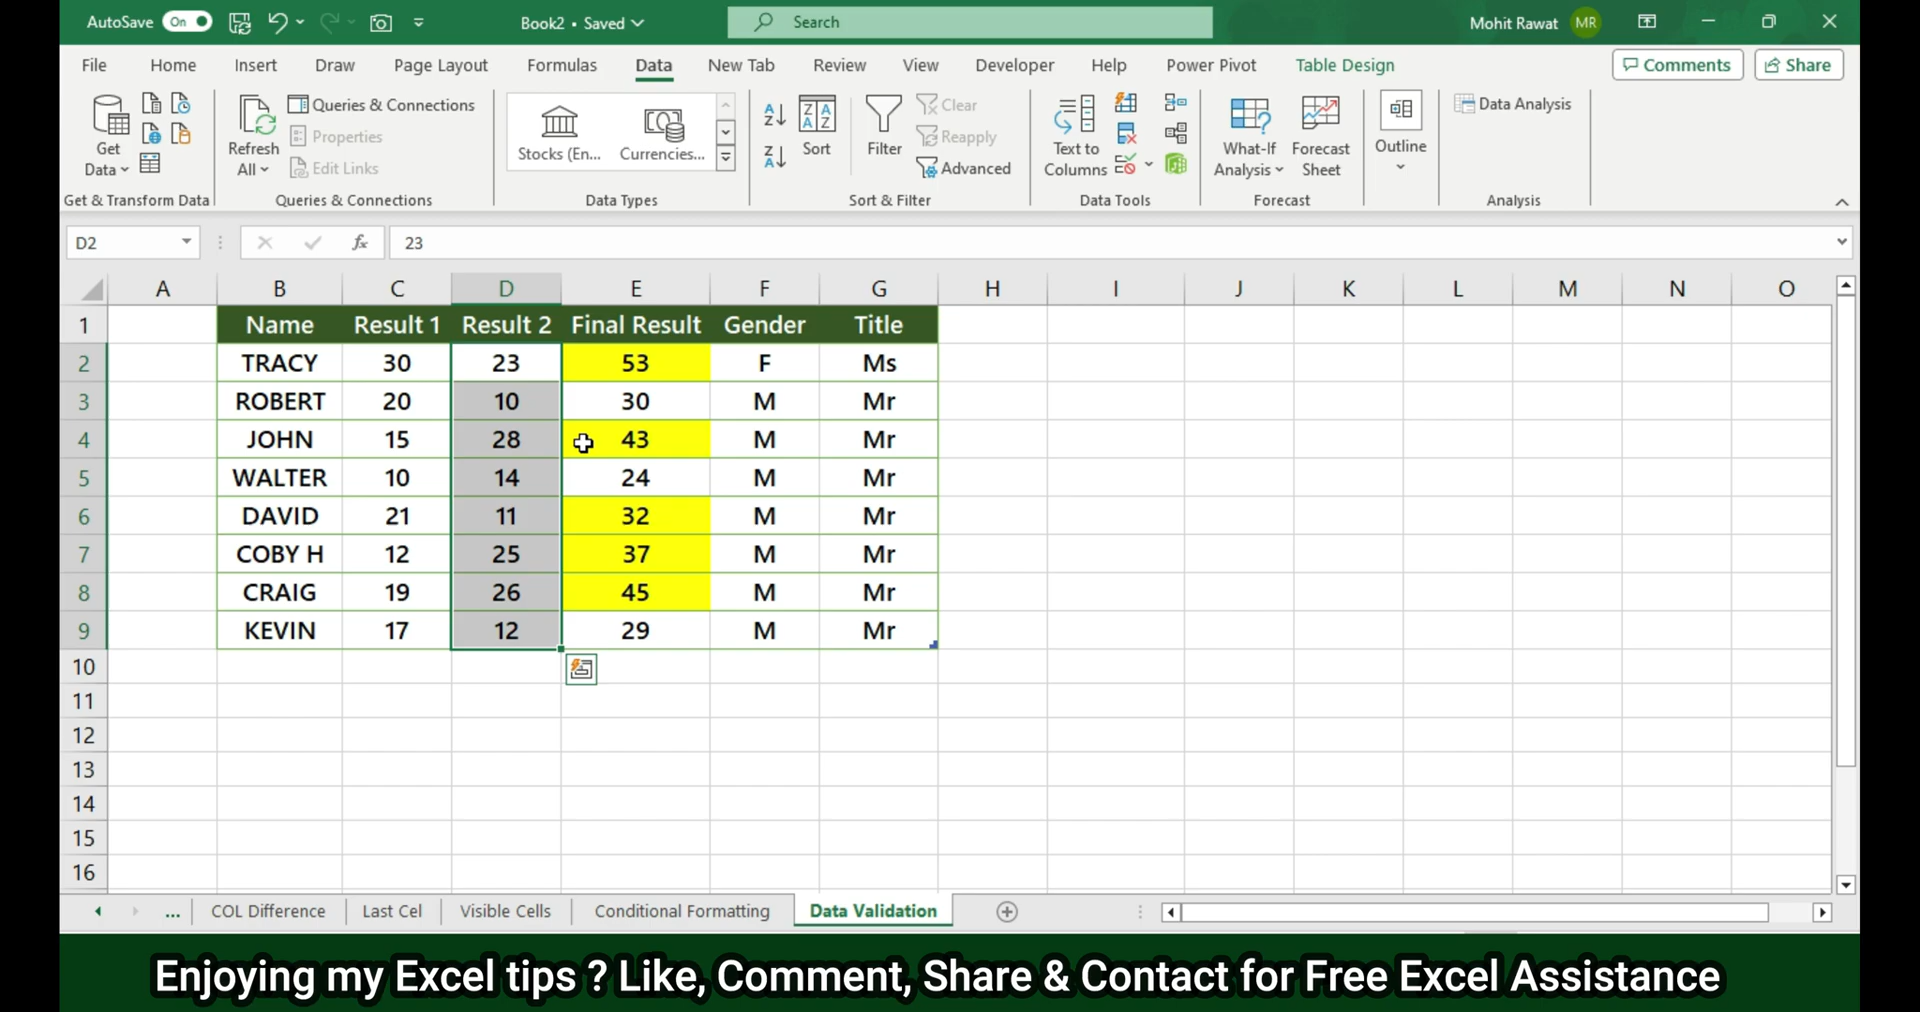 AutoSave On Book2 • Saved Search Mohit Rawat MR
File Home Insert Draw Page Layout Formulas Data New Tab Review View Developer Help Power Pivot Table Design Comments Share
Get Data
Refresh All
Queries & Connections
Properties
Edit Links
Stocks (En... Currencies...
Sort
Filter
Clear
Reapply
Advanced
Text to Columns
What-If Analysis
Forecast Sheet
Outline
Data Analysis
Get & Transform Data Queries & Connections Data Types Sort & Filter Data Tools Forecast Analysis
D2 fx 23
A B C D E F G H I J K L M N O
1 Name Result 1 Result 2 Final Result Gender Title
2 TRACY 30 23 53 F Ms
3 ROBERT 20 10 30 M Mr
4 JOHN 15 28 43 M Mr
5 WALTER 10 14 24 M Mr
6 DAVID 21 11 32 M Mr
7 COBY H 12 25 37 M Mr
8 CRAIG 19 26 45 M Mr
9 KEVIN 17 12 29 M Mr
10
11
12
13
14
15
16
... COL Difference Last Cel Visible Cells Conditional Formatting Data Validation
Enjoying my Excel tips ? Like, Comment, Share & Contact for Free Excel Assistance